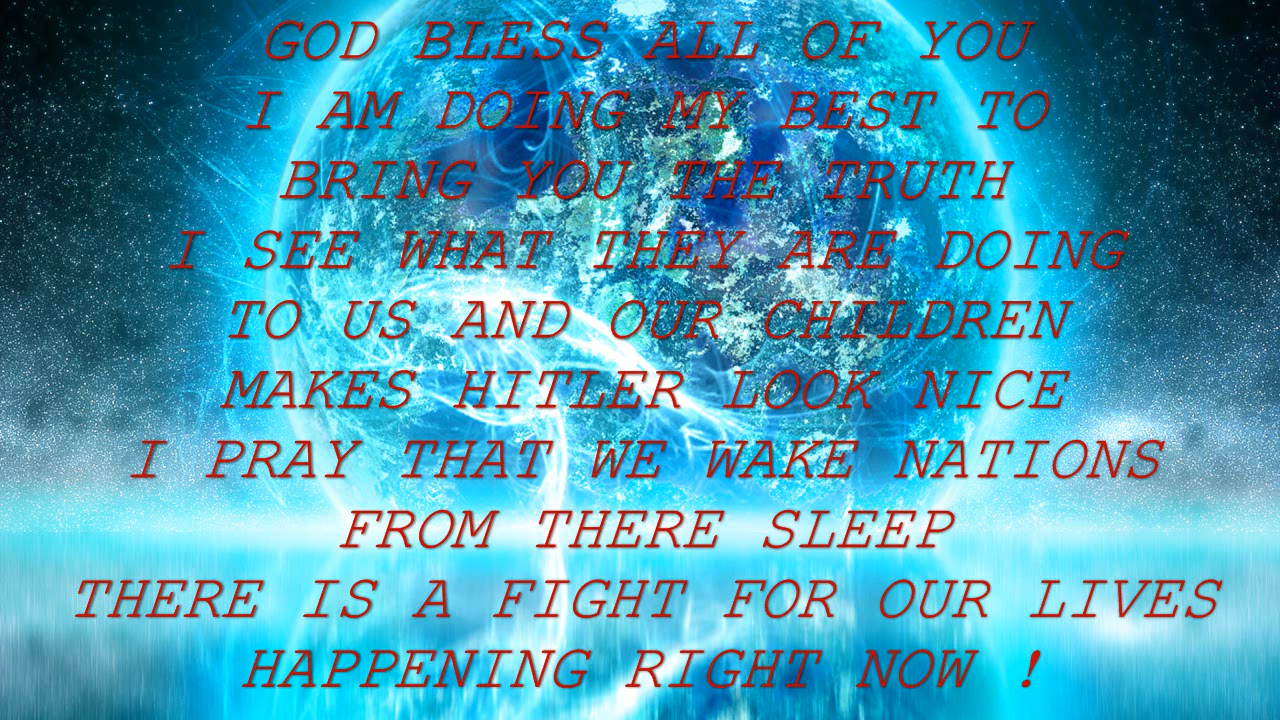 GOD BLESS ALL OF YOU
I AM DOING MY BEST TO
BRING YOU THE TRUTH
I SEE WHAT THEY ARE DOING
TO US AND OUR CHILDREN
MAKES HITLER LOOK NICE
I PRAY THAT WE WAKE NATIONS
FROM THERE SLEEP
THERE IS A FIGHT FOR OUR LIVES
HAPPENING RIGHT NOW !